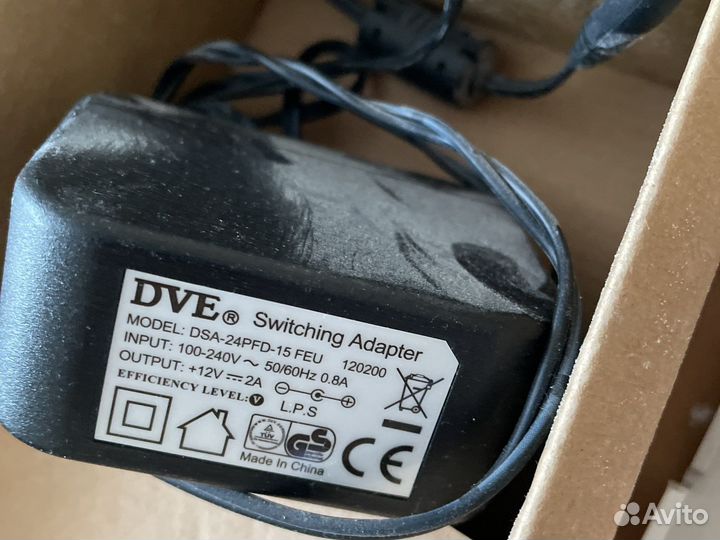 DVE® Switching Adapter
MODEL: DSA-24PFD-15 FEU 120200
INPUT: 100-240V ~ 50/60Hz 0.8A
OUTPUT: +12V ⎓ 2A
EFFICIENCY LEVEL: V
L.P.S
TÜV GS
Made In China
CE
Avito